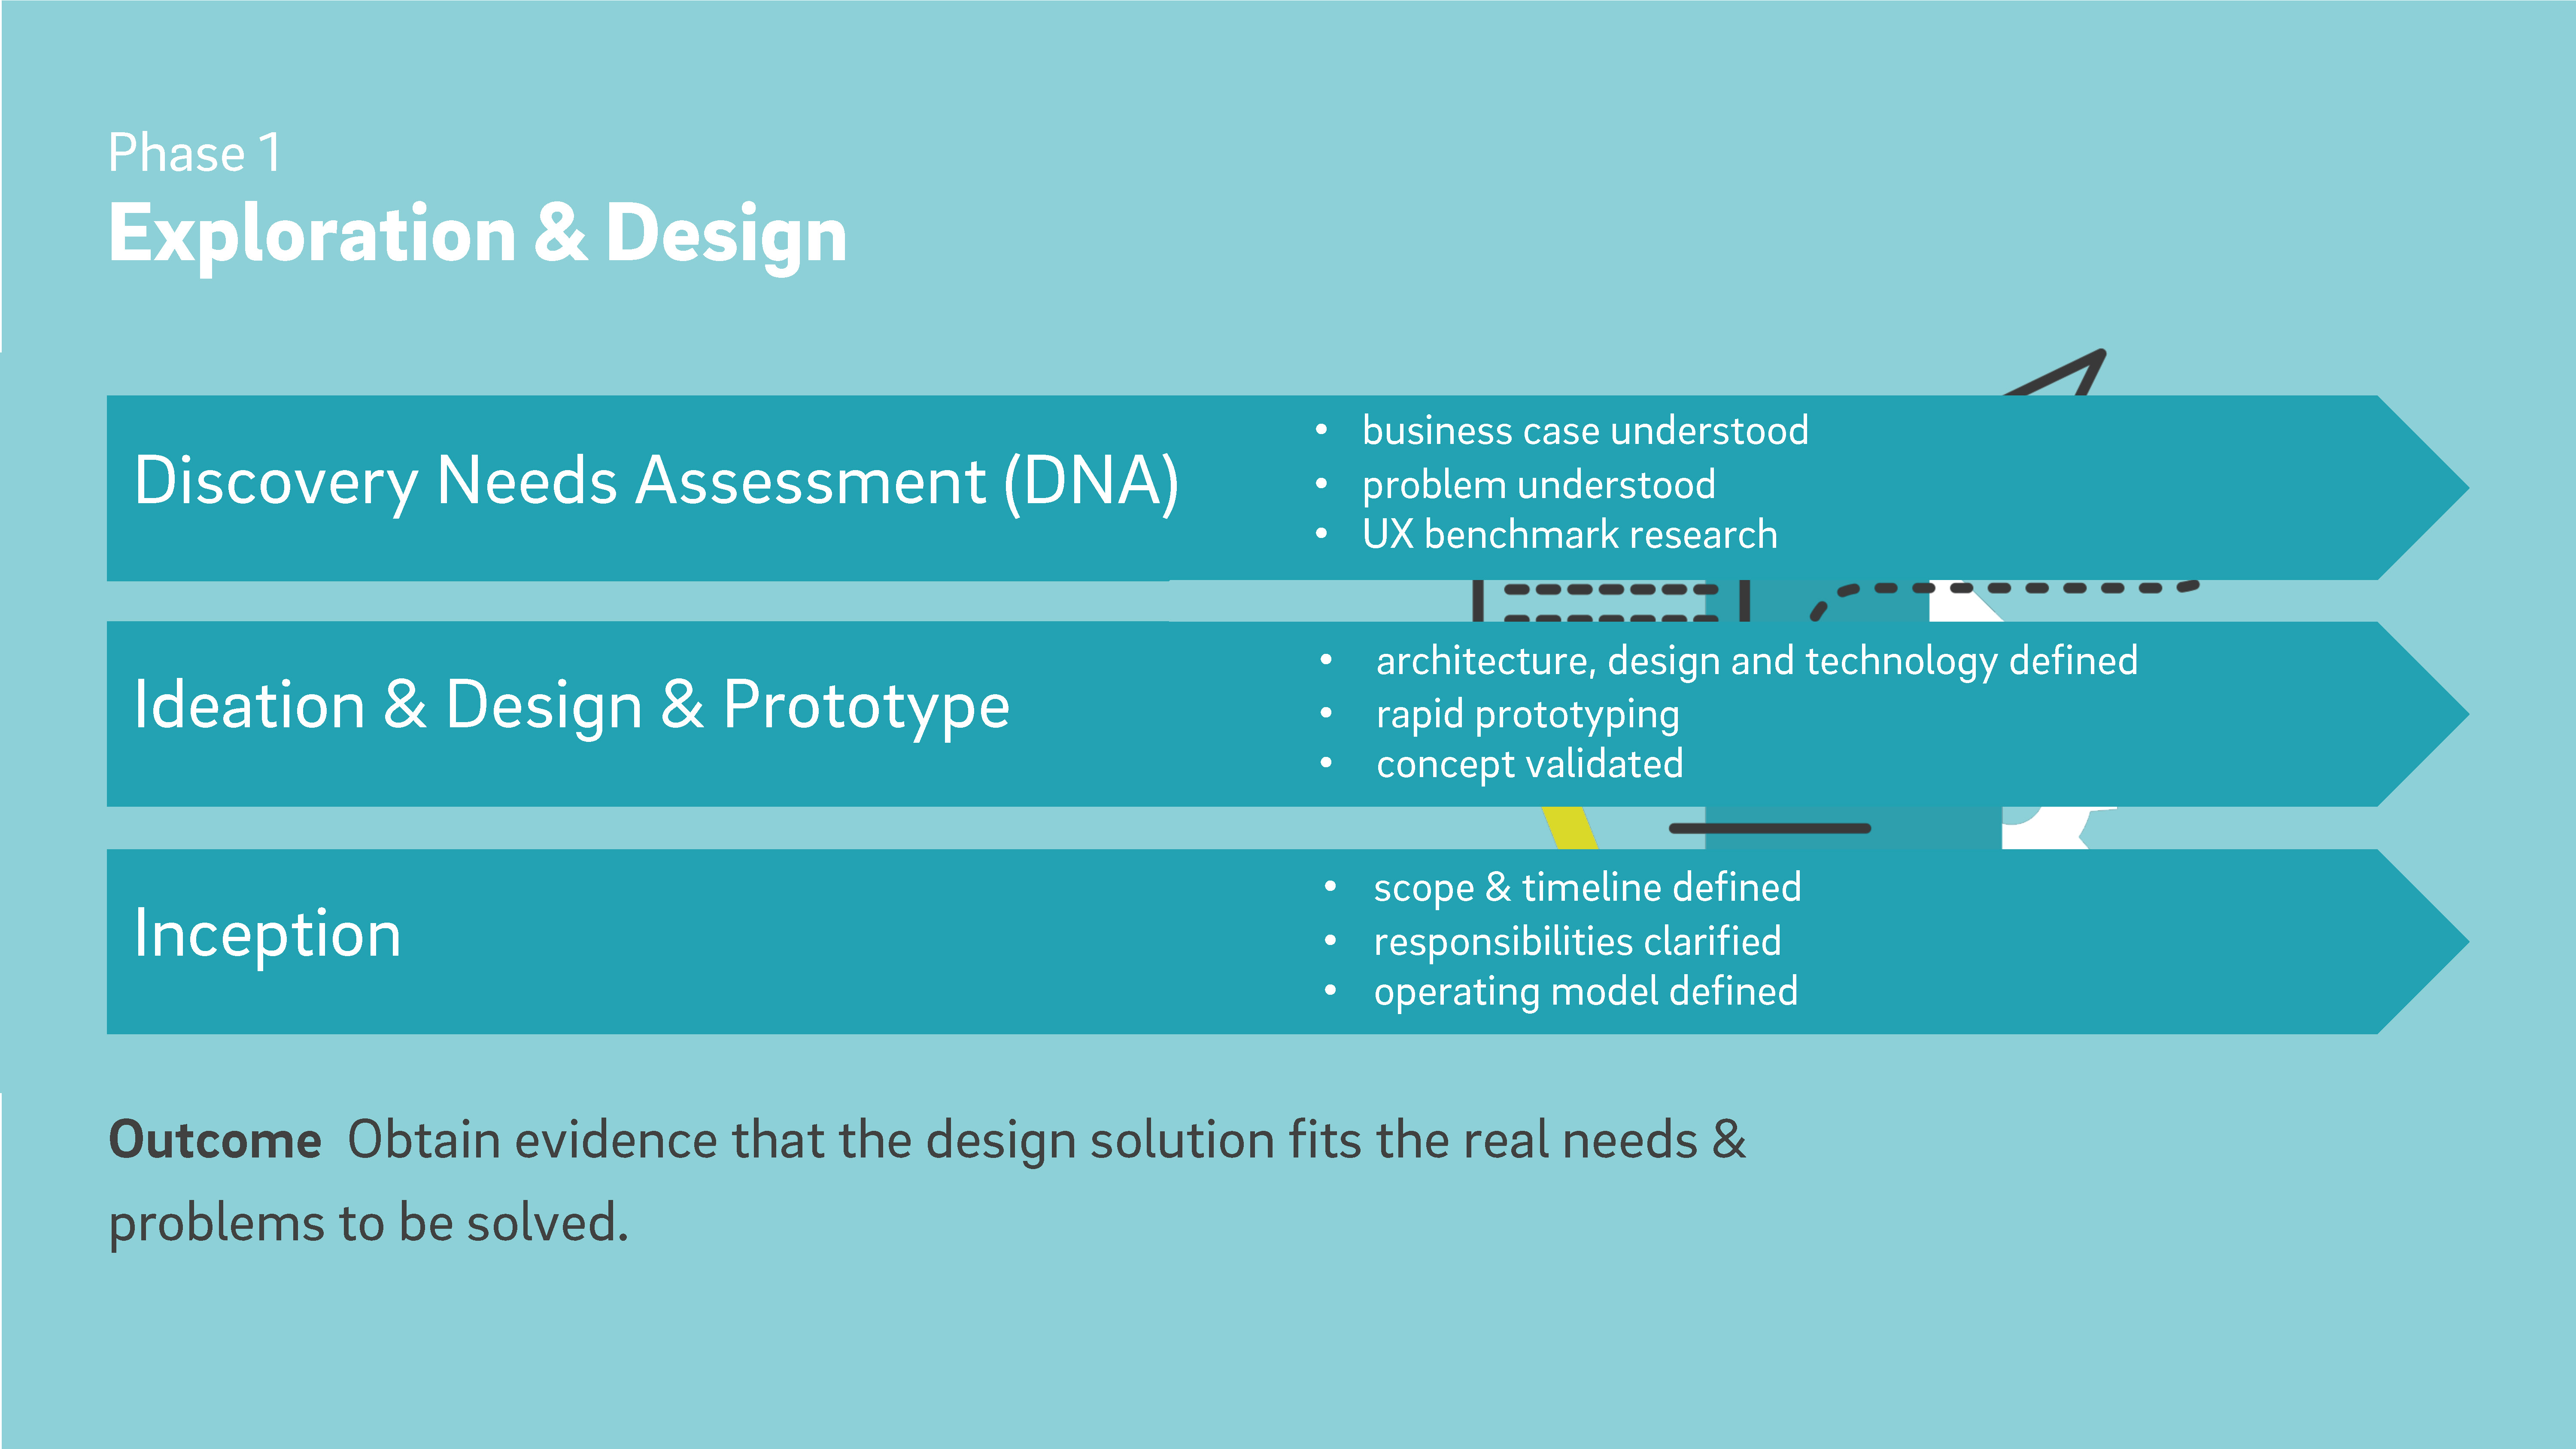 Phase 1
Exploration & Design
Discovery Needs Assessment (DNA)
• business case understood
• problem understood
• UX benchmark research
Ideation & Design & Prototype
• architecture, design and technology defined
• rapid prototyping
• concept validated
Inception
• scope & timeline defined
• responsibilities clarified
• operating model defined
Outcome  Obtain evidence that the design solution fits the real needs &
problems to be solved.